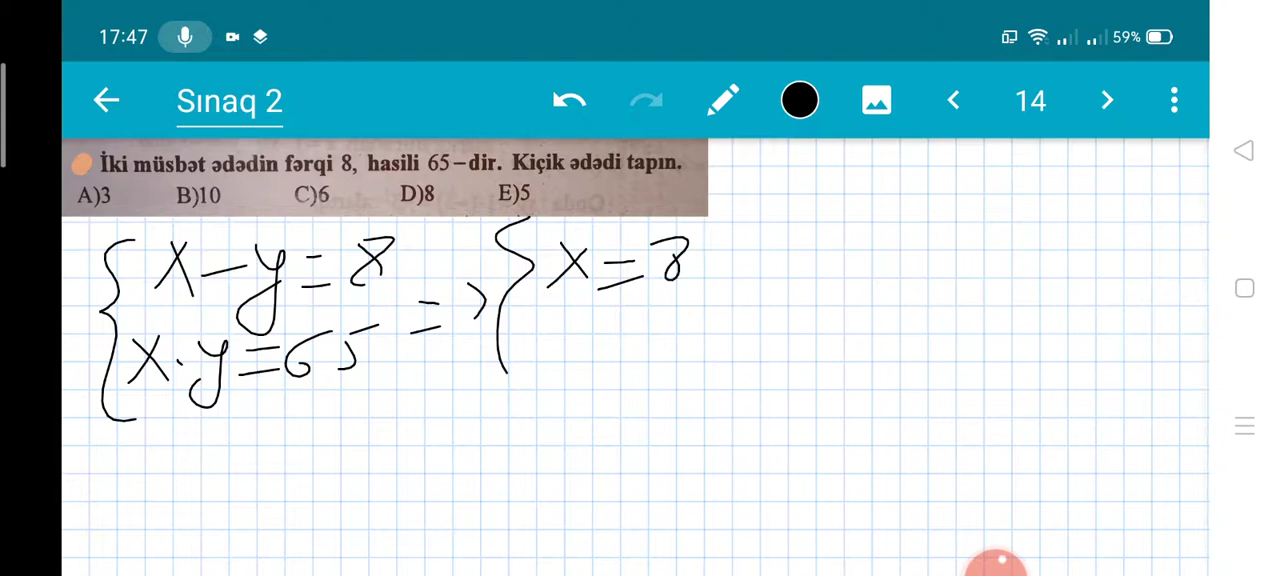 17:47 59%
Sınaq 2 14
İki müsbət ədədin fərqi 8, hasili 65-dir. Kiçik ədədi tapın.
A)3 B)10 C)6 D)8 E)5
{ x - y = 8 => { x = 8
x · y = 65